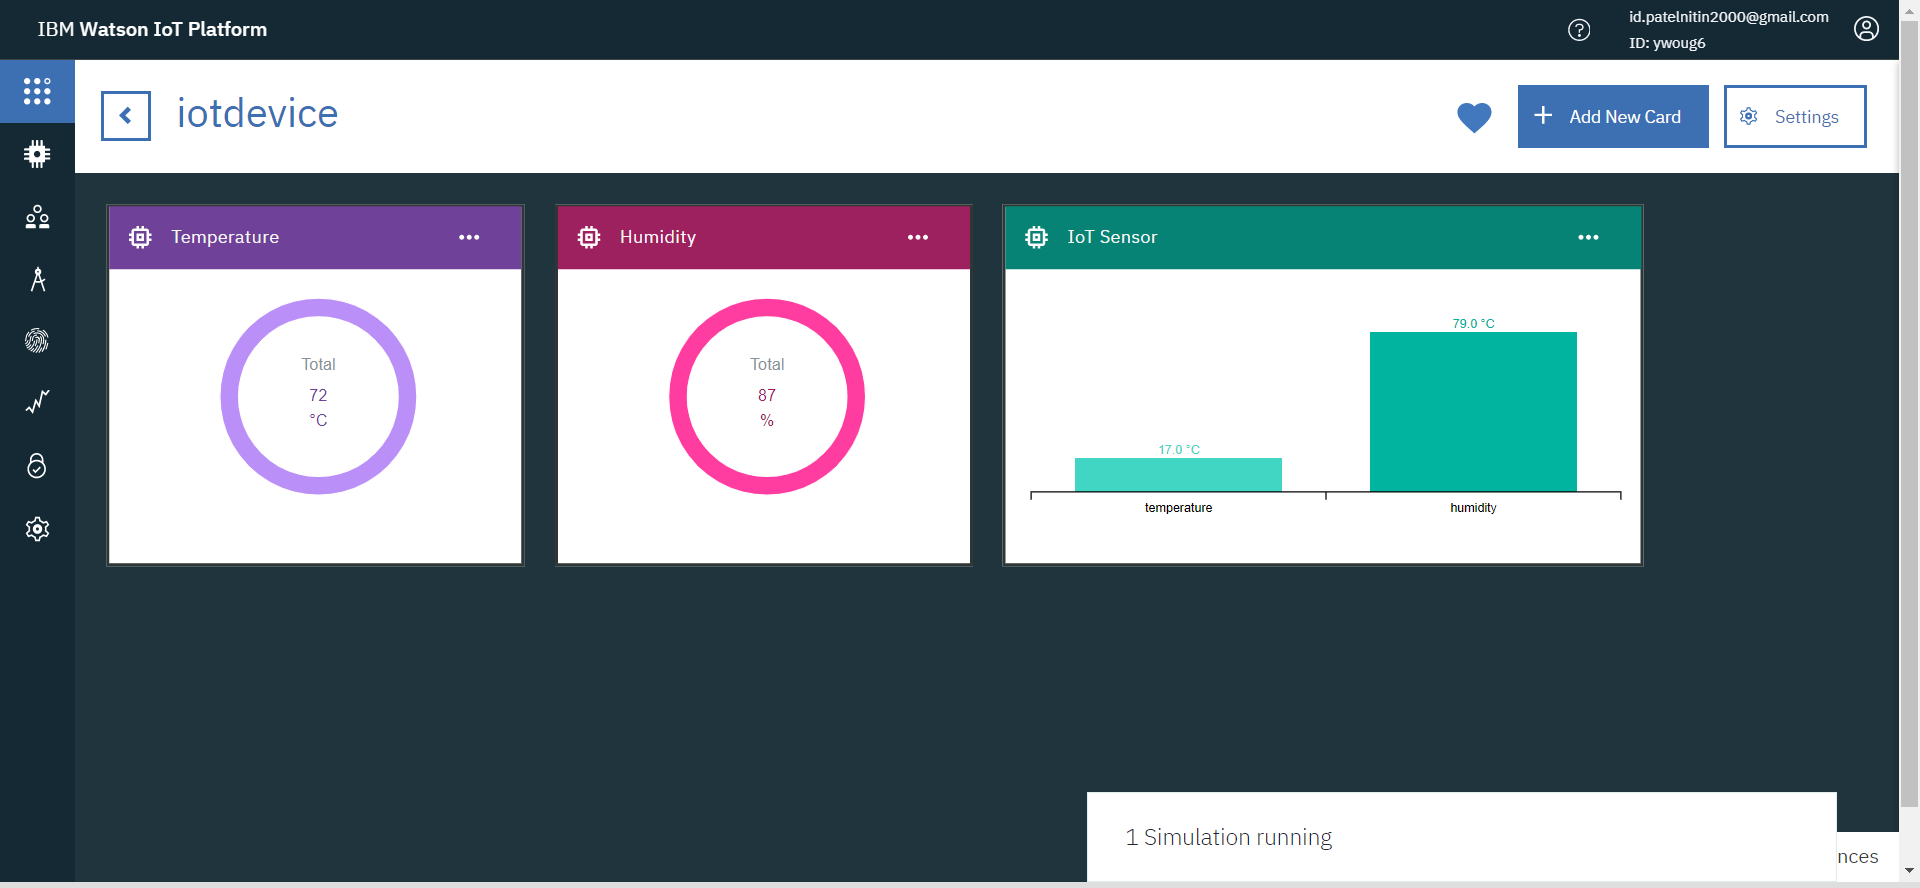 IBM Watson IoT Platform
id.patelnitin2000@gmail.com
ID: ywoug6
iotdevice
Add New Card
Settings
Temperature
Total
72
°C
Humidity
Total
87
%
IoT Sensor
79.0 °C
17.0 °C
temperature
humidity
1 Simulation running
nces